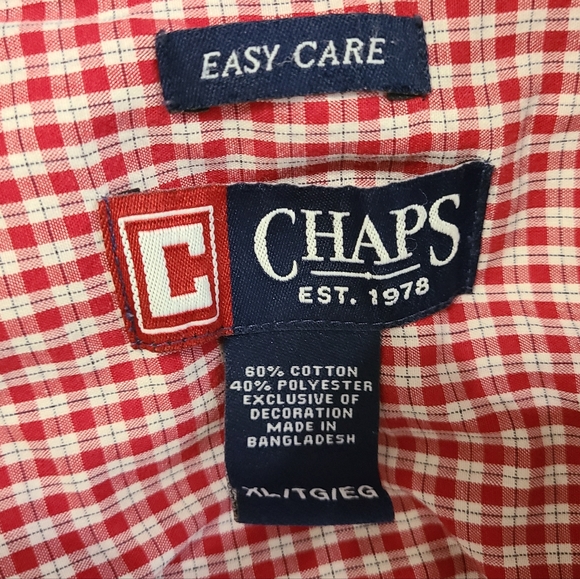 EASY CARE
C
CHAPS
EST. 1978
60% COTTON
40% POLYESTER
EXCLUSIVE OF
DECORATION
MADE IN
BANGLADESH
XL/TG/EG